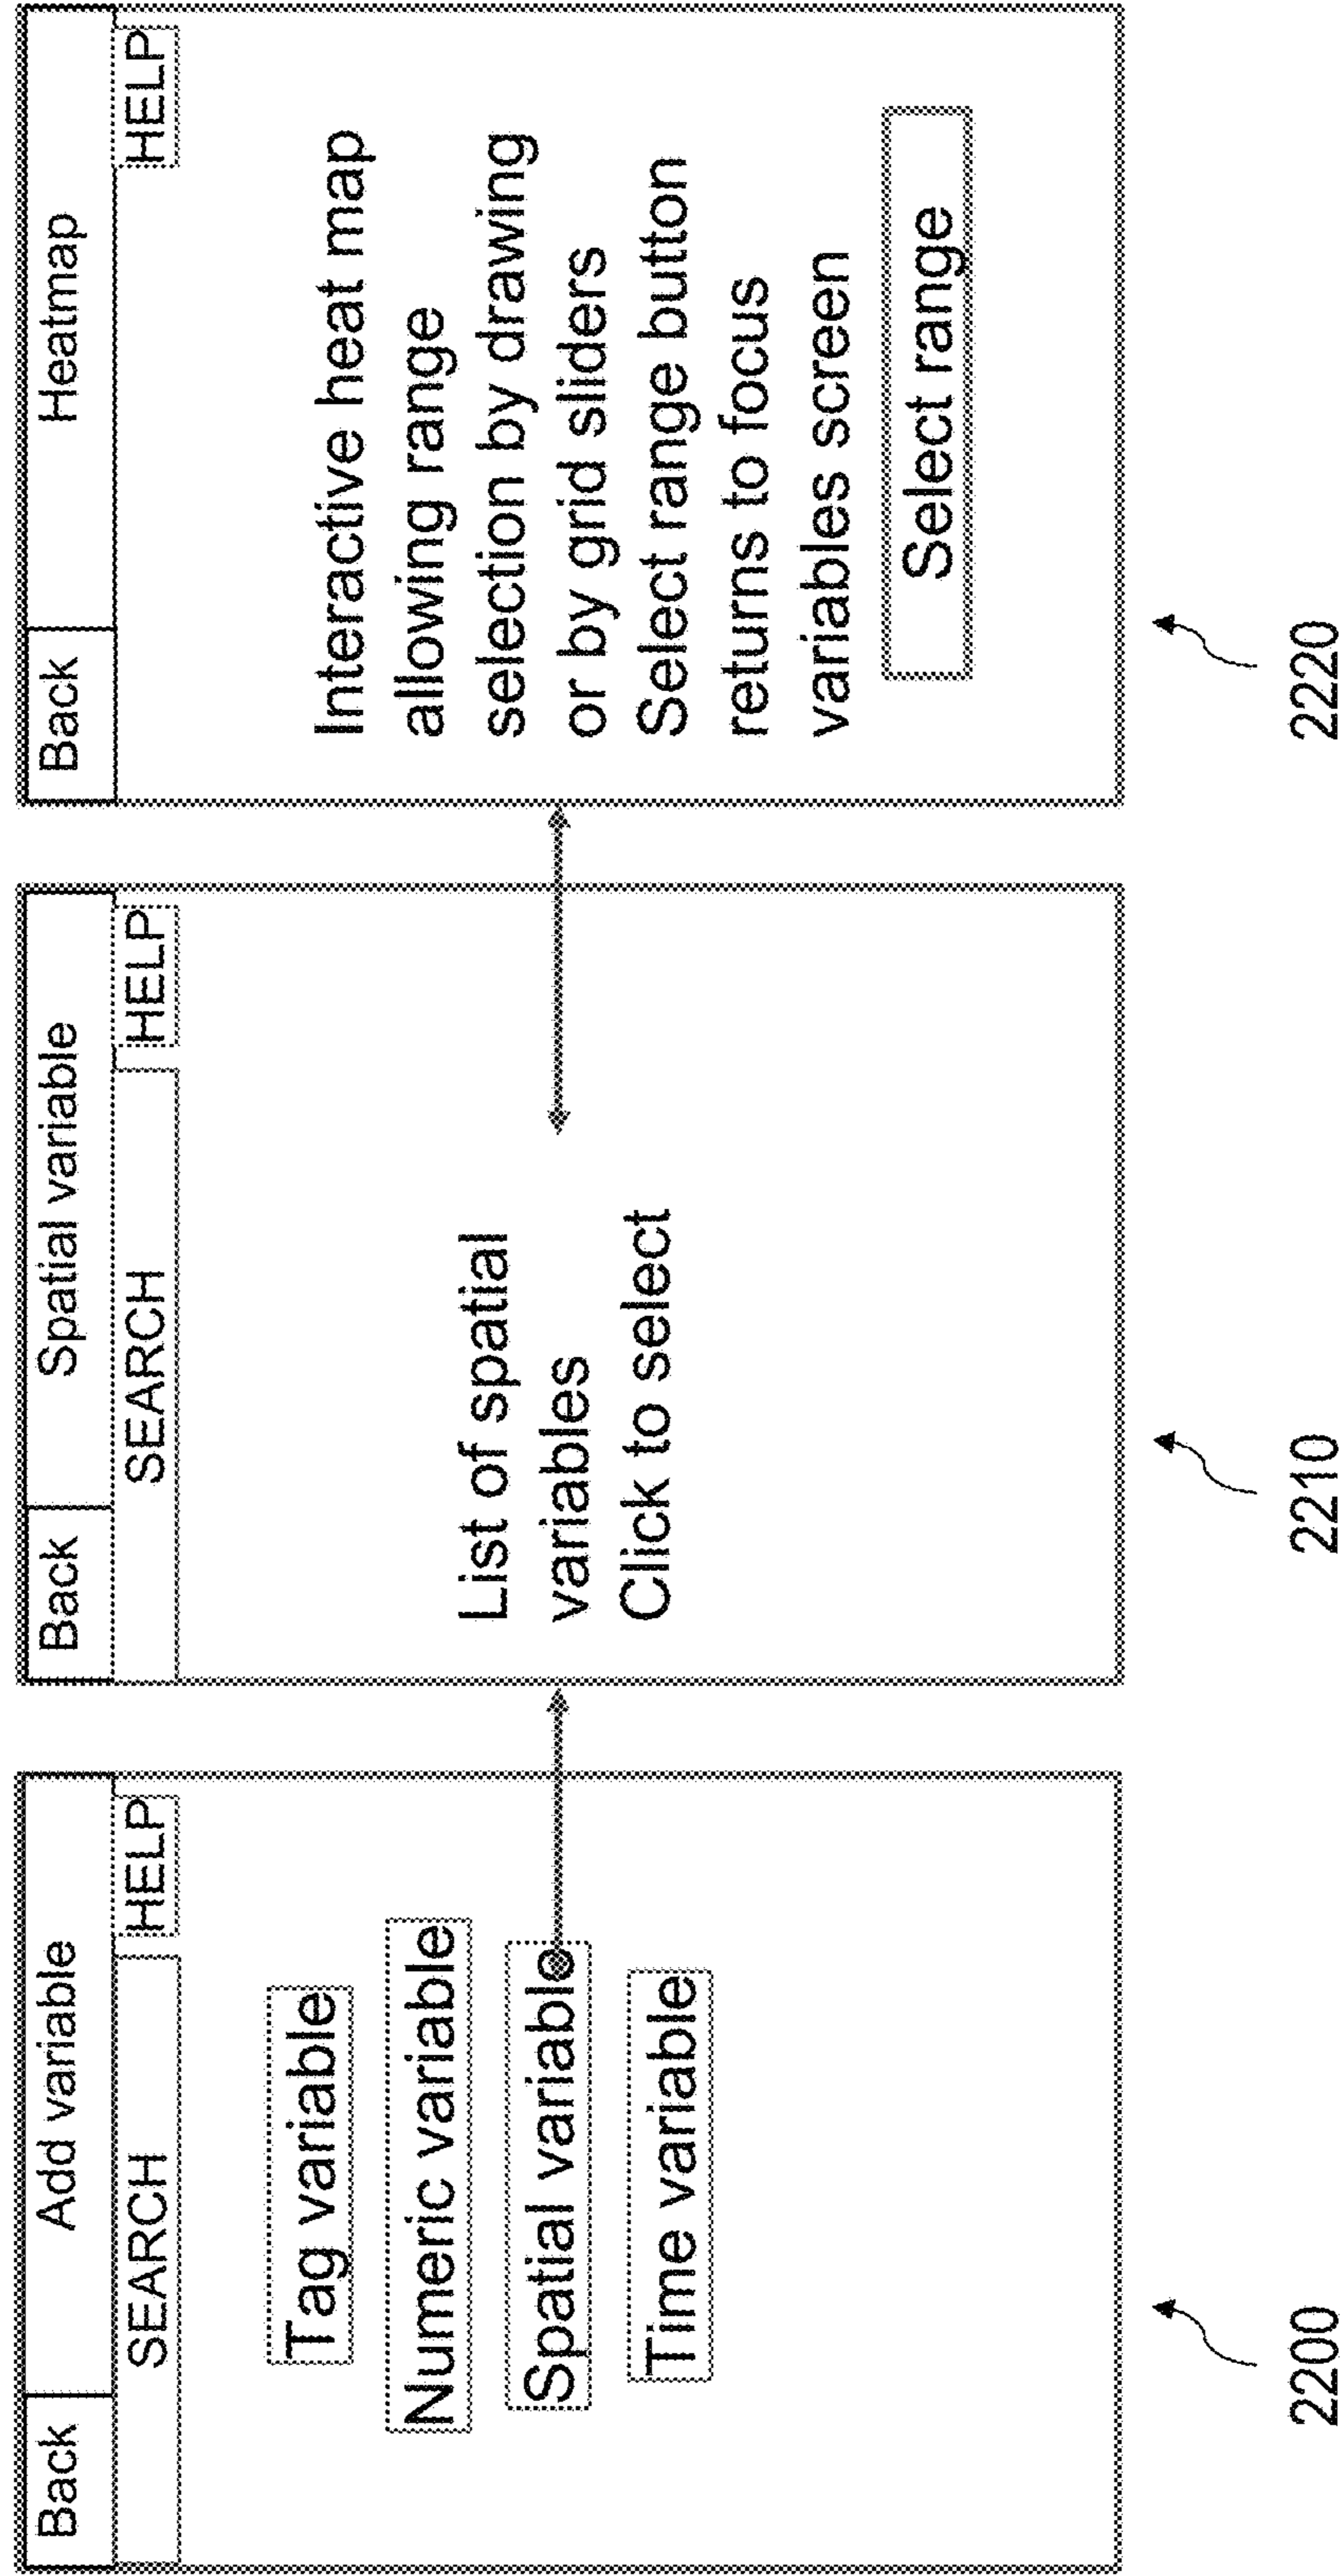 Back
Add variable
SEARCH
HELP
Tag variable
Numeric variable
Spatial variable
Time variable
2200
Back
Spatial variable
SEARCH
HELP
List of spatial
variables
Click to select
2210
Back
Heatmap
HELP
Interactive heat map
allowing range
selection by drawing
or by grid sliders
Select range button
returns to focus
variables screen
Select range
2220